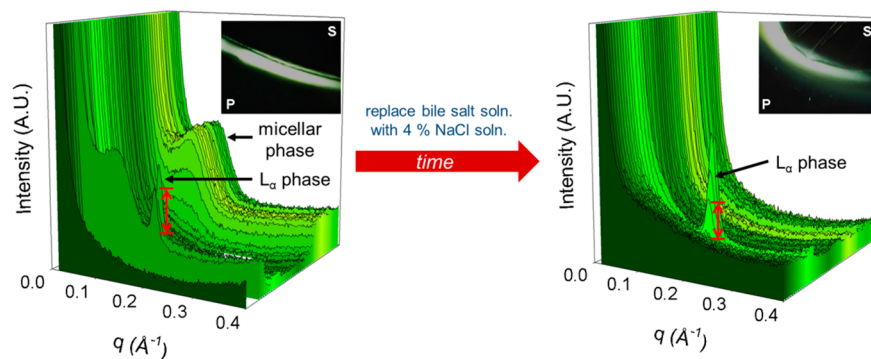 Intensity (A.U.)
S
P
micellar
phase
Lα phase
0.0
0.1
0.2
0.3
0.4
q (Å⁻¹)
replace bile salt soln.
with 4 % NaCl soln.
time
Intensity (A.U.)
S
P
Lα phase
0.0
0.1
0.2
0.3
0.4
q (Å⁻¹)